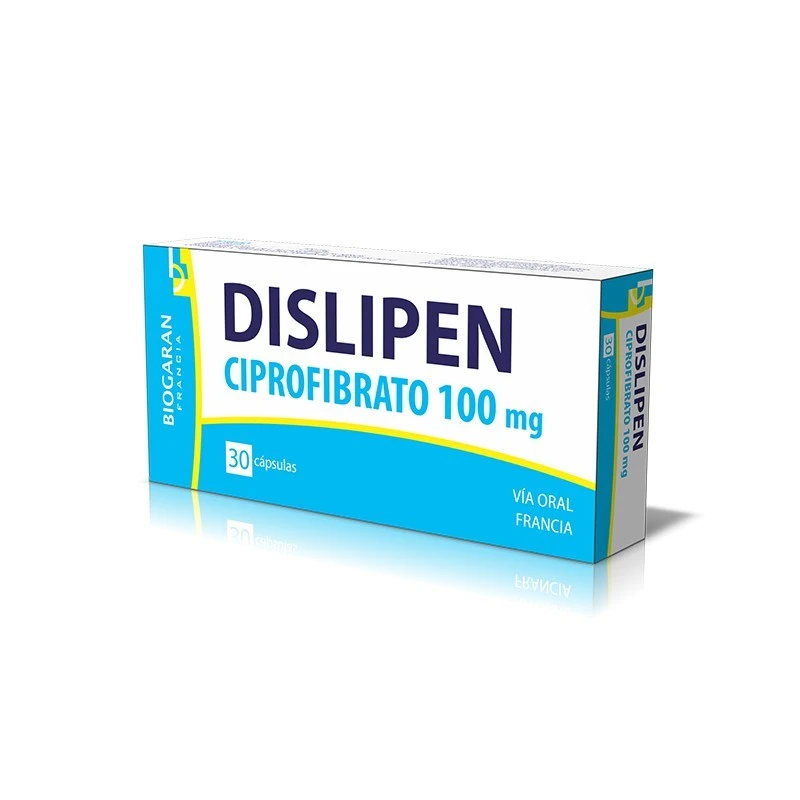 BIOGARAN
FRANCIA
DISLIPEN
CIPROFIBRATO 100 mg
30 cápsulas
VÍA ORAL
FRANCIA
DISLIPEN
CIPROFIBRATO 100 mg
30 cápsulas